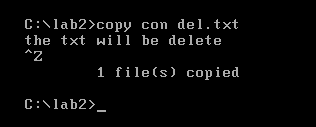 C:\lab2>copy con del.txt
the txt will be delete
^Z
1 file(s) copied
C:\lab2>_